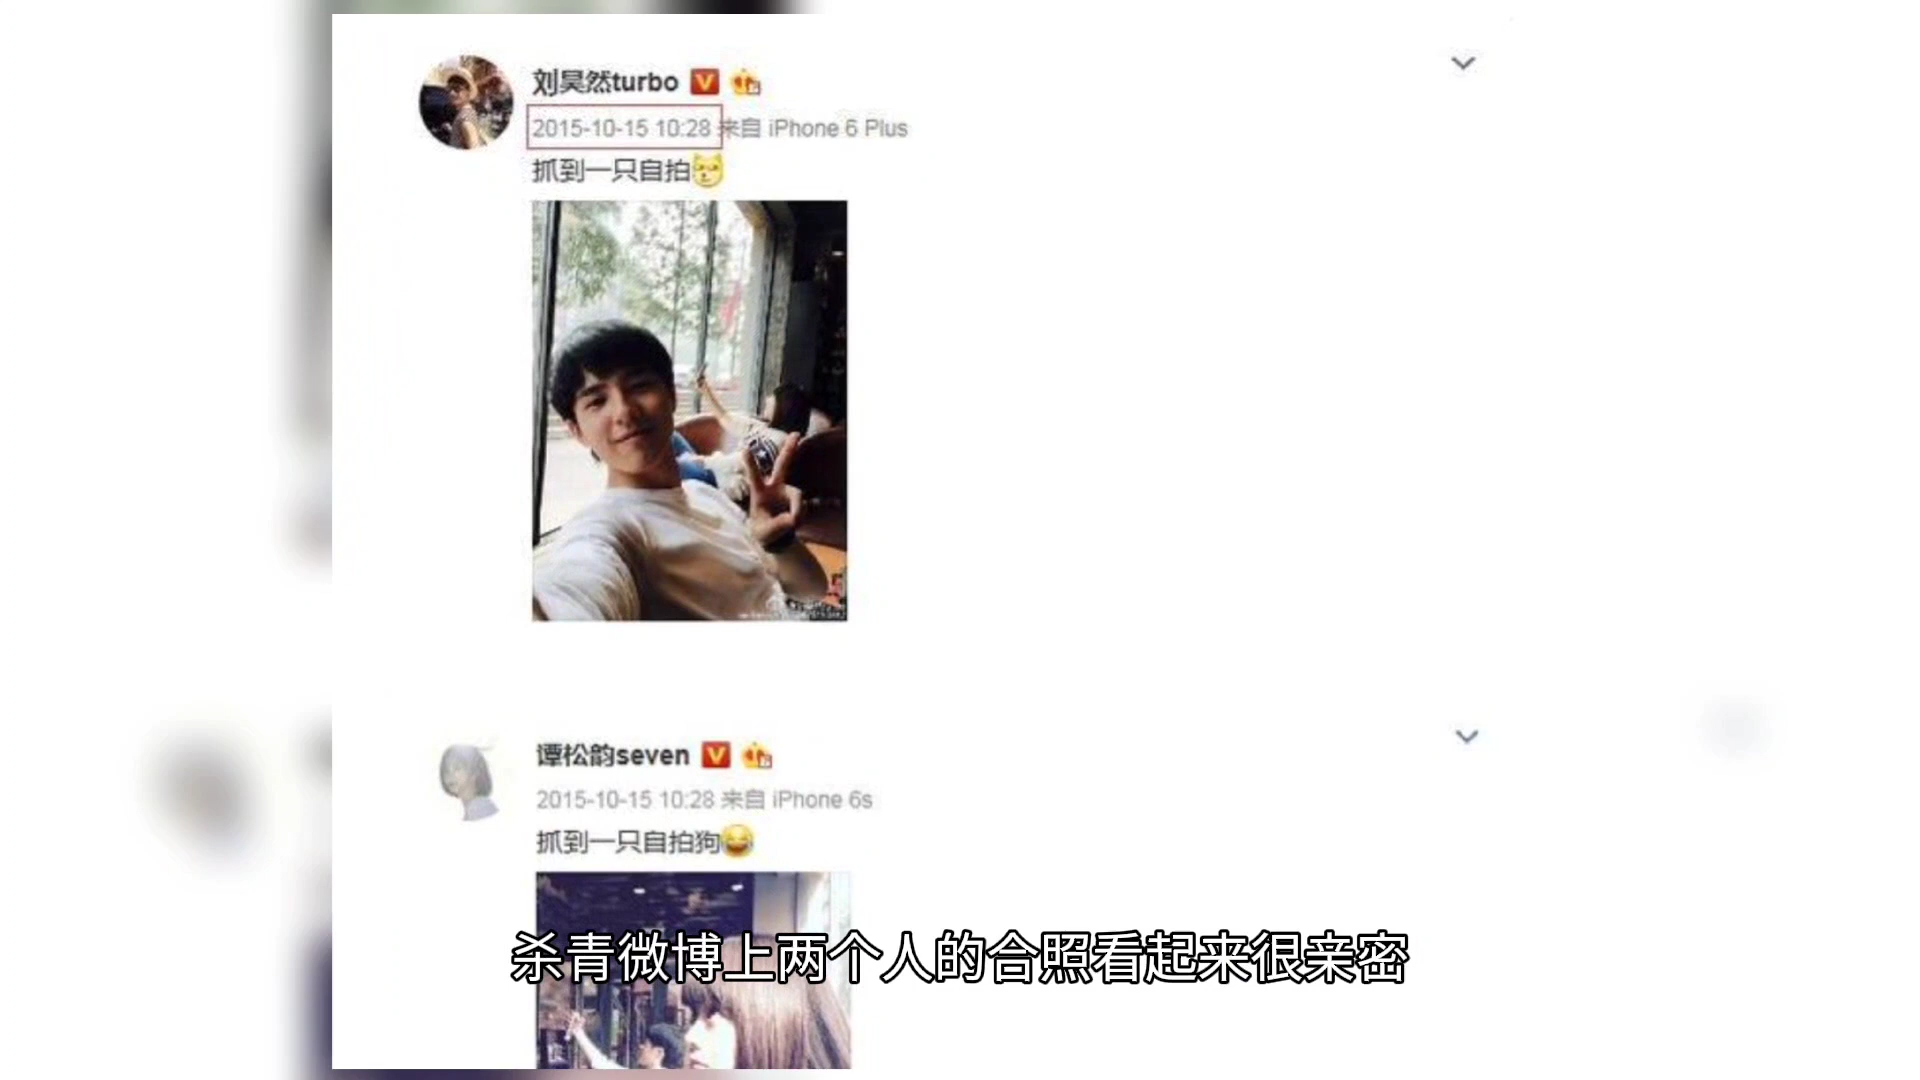 刘昊然turbo
2015-10-15 10:28 来自 iPhone 6 Plus
抓到一只自拍
谭松韵seven
2015-10-15 10:28 来自 iPhone 6s
抓到一只自拍狗
杀青微博上两个人的合照看起来很亲密